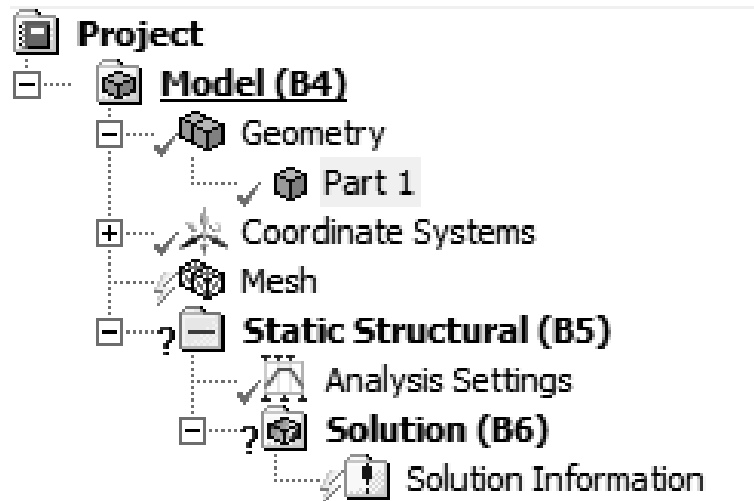 Project
Model (B4)
Geometry
Part 1
Coordinate Systems
Mesh
Static Structural (B5)
Analysis Settings
Solution (B6)
Solution Information